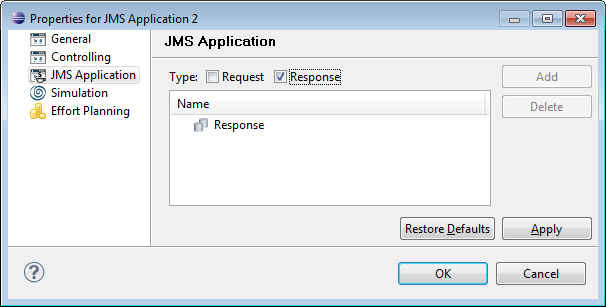 Properties for JMS Application 2
General
Controlling
JMS Application
Simulation
Effort Planning
JMS Application
Type: Request Response
Add
Delete
Name
Response
Restore Defaults Apply
? OK Cancel